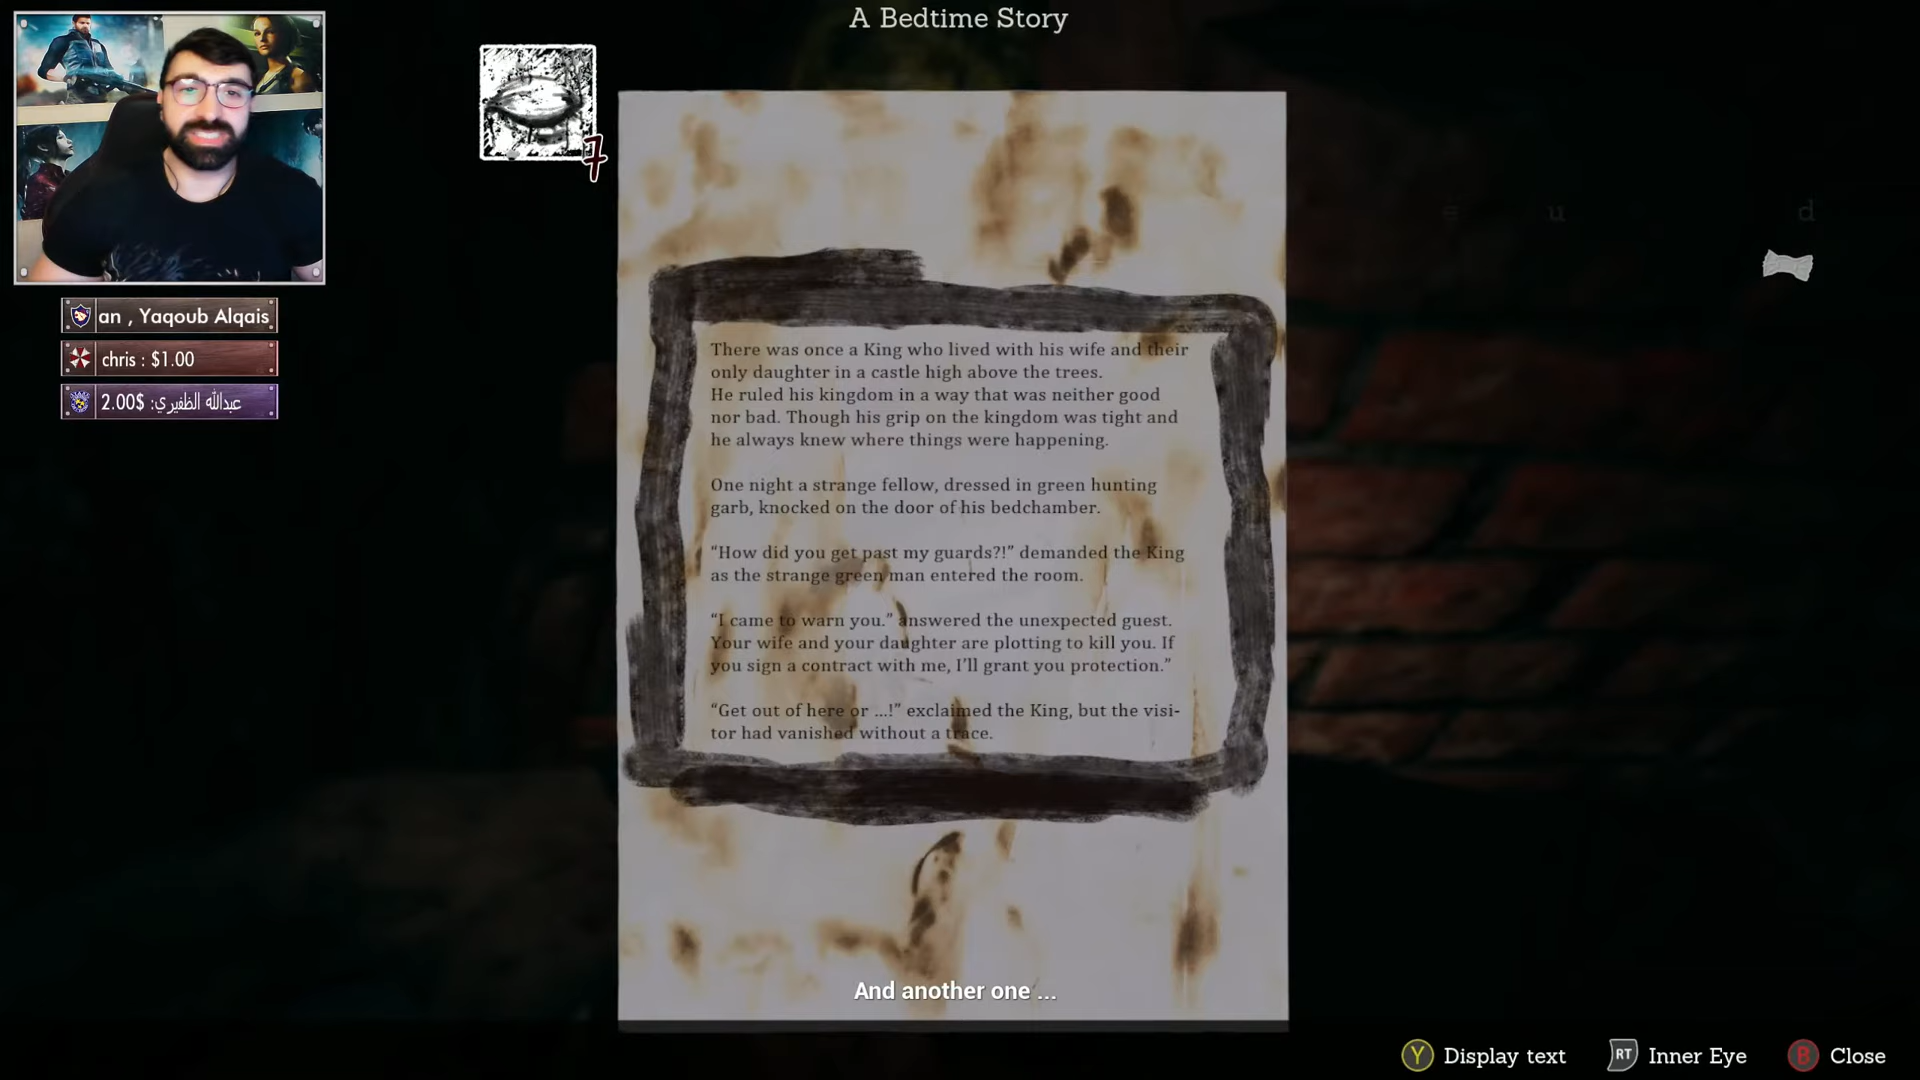 A Bedtime Story
7
an , Yaqoub Alqais
chris : $1.00
عبدالله الظفيري: $2.00
u d
There was once a King who lived with his wife and their
only daughter in a castle high above the trees.
He ruled his kingdom in a way that was neither good
nor bad. Though his grip on the kingdom was tight and
he always knew where things were happening.
One night a strange fellow, dressed in green hunting
garb, knocked on the door of his bedchamber.
“How did you get past my guards?!” demanded the King
as the strange green man entered the room.
“I came to warn you.” answered the unexpected guest.
Your wife and your daughter are plotting to kill you. If
you sign a contract with me, I’ll grant you protection.”
“Get out of here or ...!” exclaimed the King, but the visi-
tor had vanished without a trace.
And another one ...
Y Display text RT Inner Eye B Close